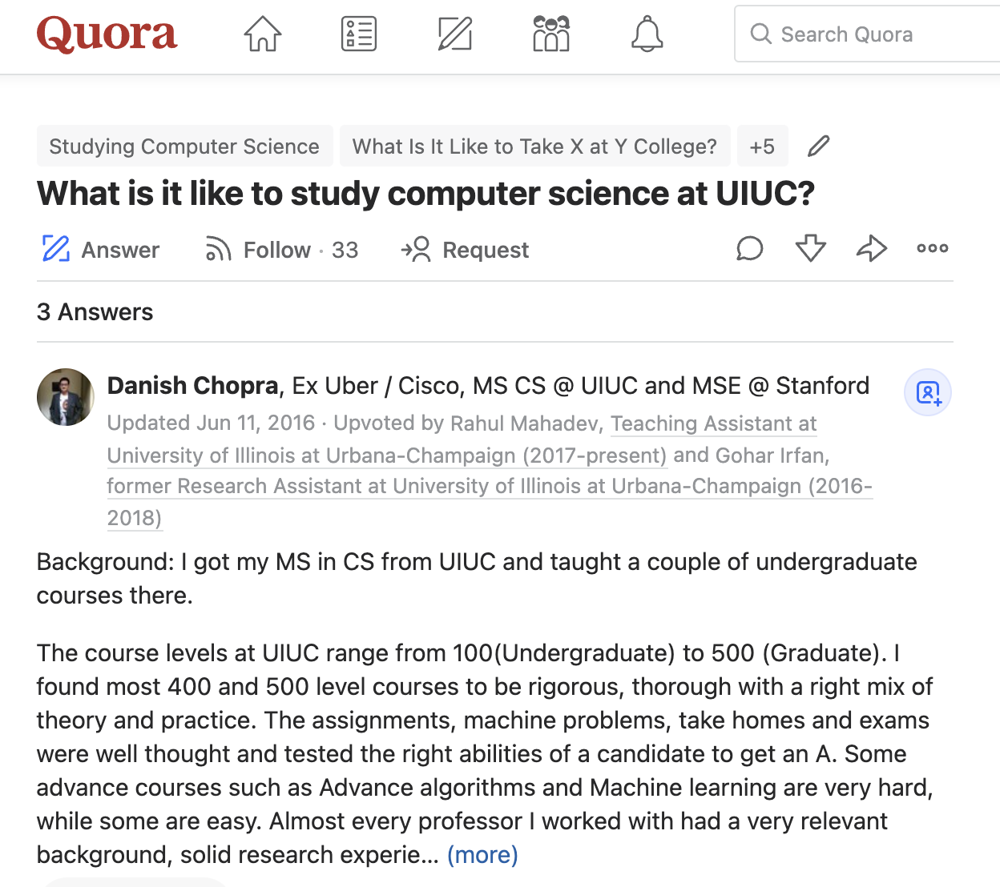 Quora
Search Quora
Studying Computer Science
What Is It Like to Take X at Y College?
+5
What is it like to study computer science at UIUC?
Answer
Follow · 33
Request
3 Answers
Danish Chopra, Ex Uber / Cisco, MS CS @ UIUC and MSE @ Stanford
Updated Jun 11, 2016 · Upvoted by Rahul Mahadev, Teaching Assistant at
University of Illinois at Urbana-Champaign (2017-present) and Gohar Irfan,
former Research Assistant at University of Illinois at Urbana-Champaign (2016-
2018)
Background: I got my MS in CS from UIUC and taught a couple of undergraduate
courses there.
The course levels at UIUC range from 100(Undergraduate) to 500 (Graduate). I
found most 400 and 500 level courses to be rigorous, thorough with a right mix of
theory and practice. The assignments, machine problems, take homes and exams
were well thought and tested the right abilities of a candidate to get an A. Some
advance courses such as Advance algorithms and Machine learning are very hard,
while some are easy. Almost every professor I worked with had a very relevant
background, solid research experie... (more)